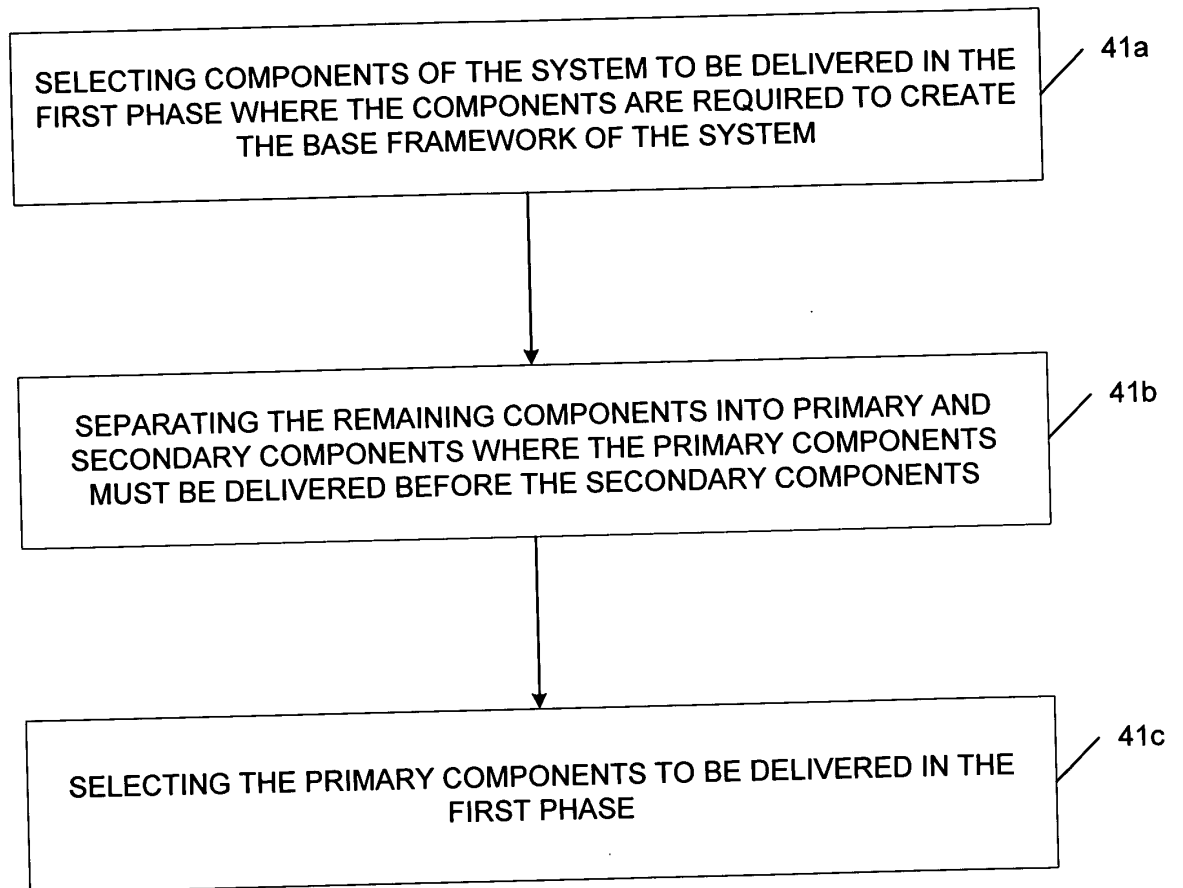 SELECTING COMPONENTS OF THE SYSTEM TO BE DELIVERED IN THE
FIRST PHASE WHERE THE COMPONENTS ARE REQUIRED TO CREATE
THE BASE FRAMEWORK OF THE SYSTEM
41a
SEPARATING THE REMAINING COMPONENTS INTO PRIMARY AND
SECONDARY COMPONENTS WHERE THE PRIMARY COMPONENTS
MUST BE DELIVERED BEFORE THE SECONDARY COMPONENTS
41b
SELECTING THE PRIMARY COMPONENTS TO BE DELIVERED IN THE
FIRST PHASE
41c